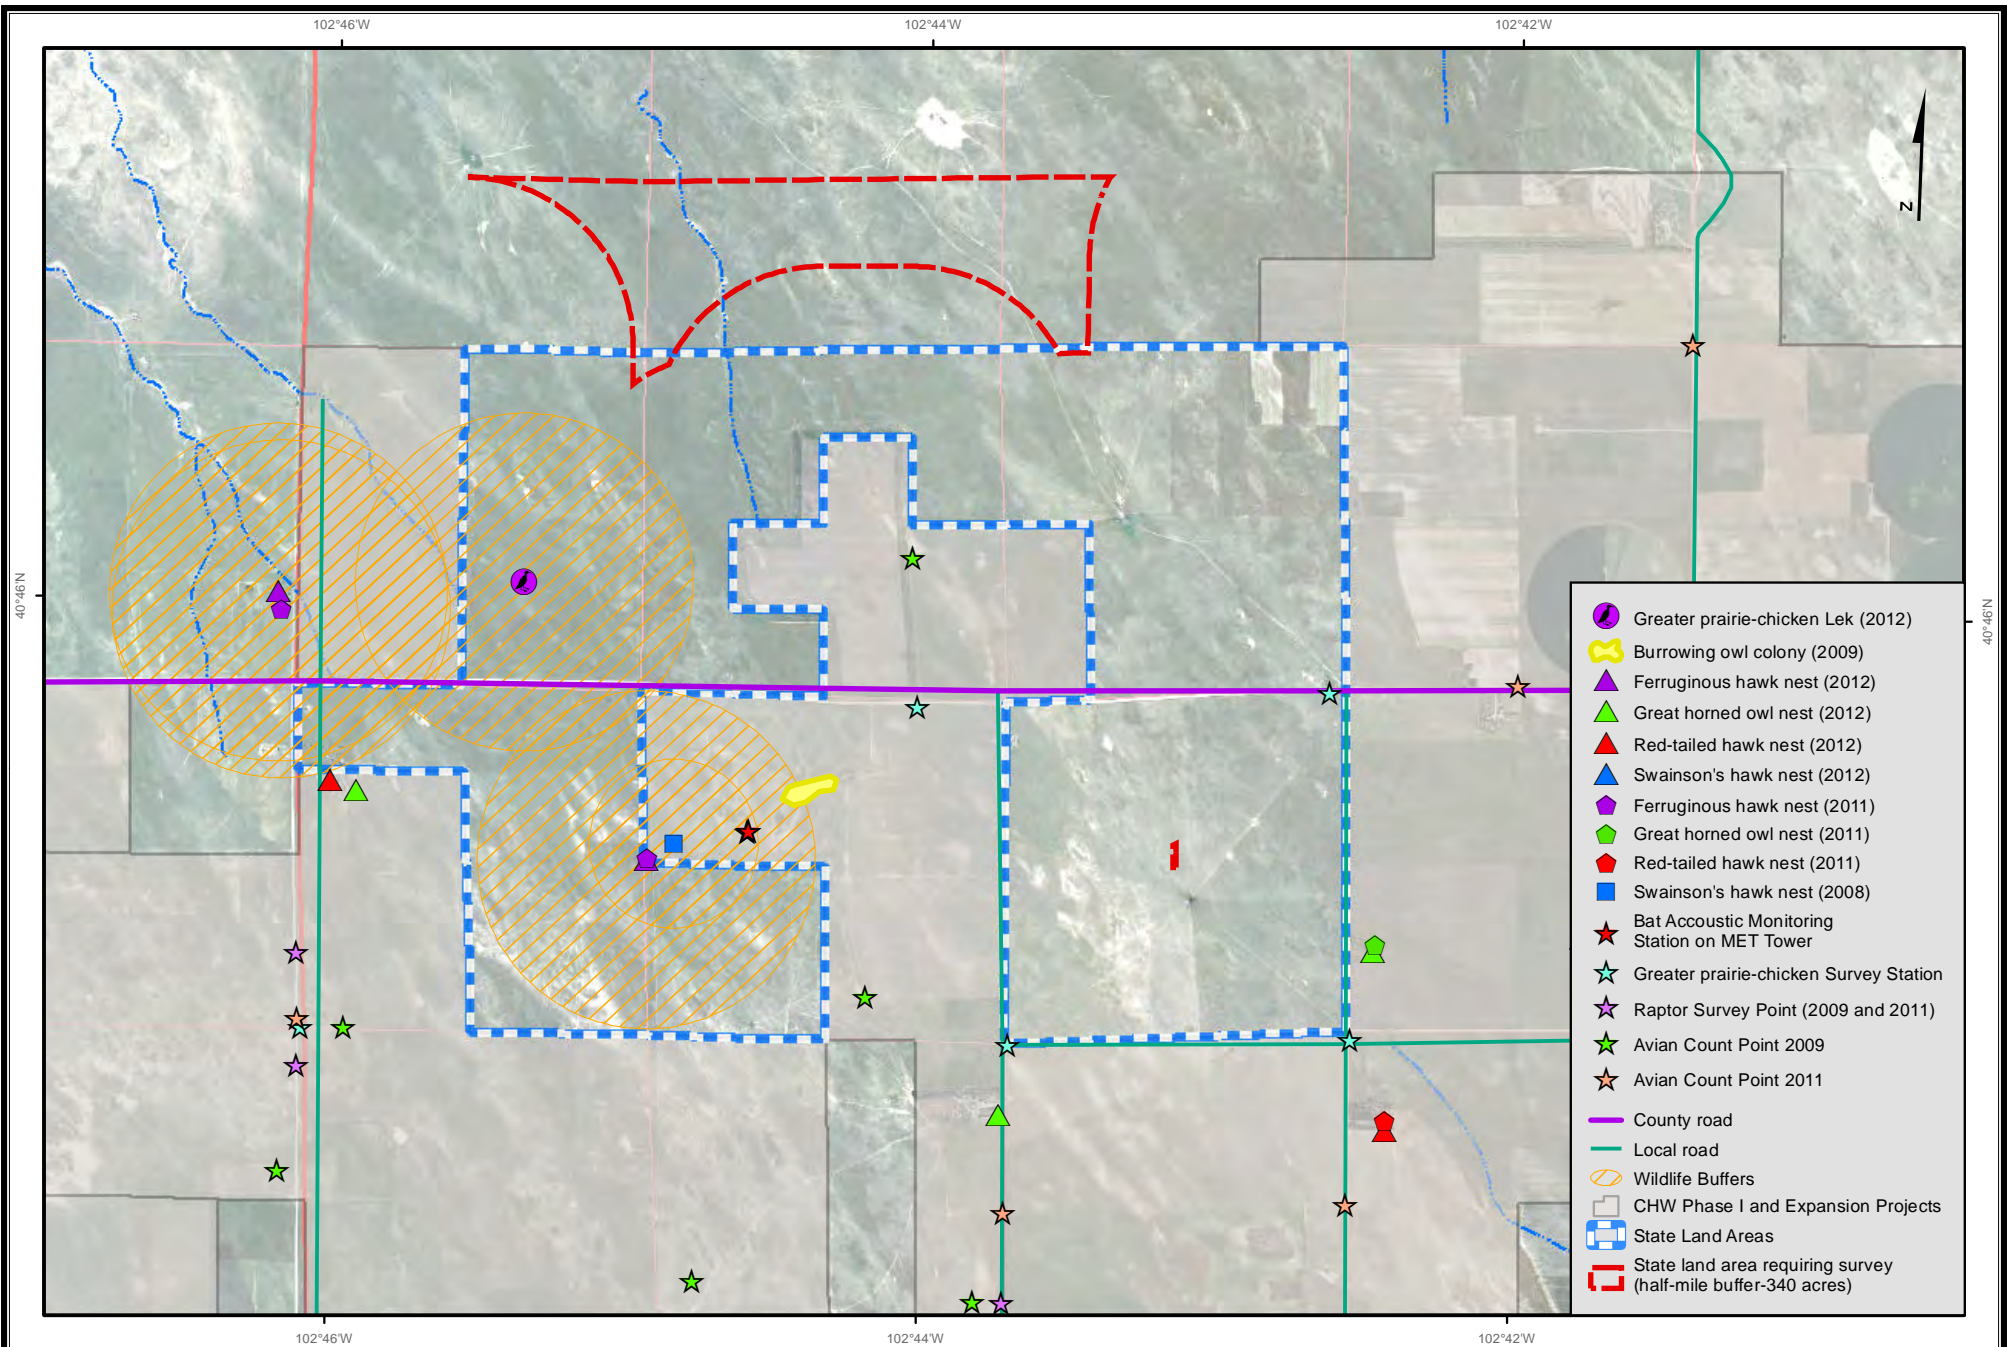 102°46'W
102°44'W
102°42'W
N
40°46'N
40°46'N
Greater prairie-chicken Lek (2012)
Burrowing owl colony (2009)
Ferruginous hawk nest (2012)
Great horned owl nest (2012)
Red-tailed hawk nest (2012)
Swainson's hawk nest (2012)
Ferruginous hawk nest (2011)
Great horned owl nest (2011)
Red-tailed hawk nest (2011)
Swainson's hawk nest (2008)
Bat Accoustic Monitoring
Station on MET Tower
Greater prairie-chicken Survey Station
Raptor Survey Point (2009 and 2011)
Avian Count Point 2009
Avian Count Point 2011
County road
Local road
Wildlife Buffers
CHW Phase I and Expansion Projects
State Land Areas
State land area requiring survey
(half-mile buffer-340 acres)
102°46'W
102°44'W
102°42'W